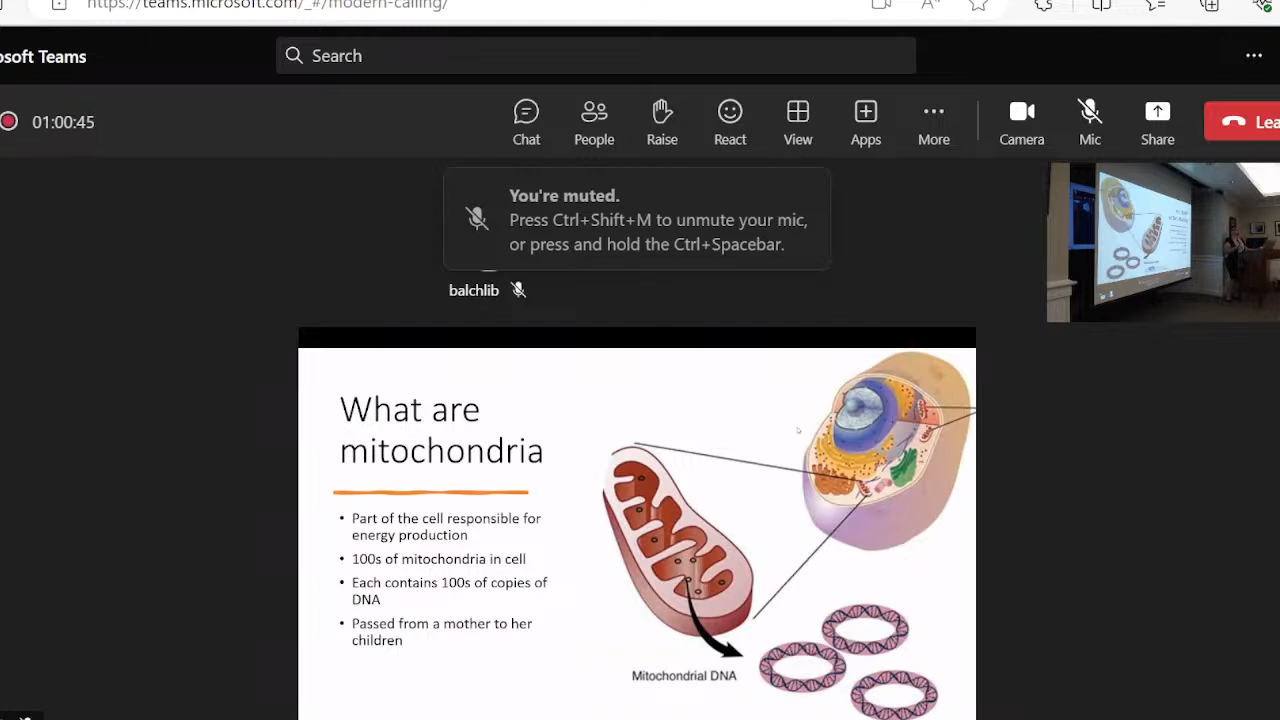 https://teams.microsoft.com/_#/modern-calling/
osoft Teams
Search
01:00:45
Chat
People
Raise
React
View
Apps
More
Camera
Mic
Share
Lea
You're muted.
Press Ctrl+Shift+M to unmute your mic,
or press and hold the Ctrl+Spacebar.
balchlib
What are
mitochondria
• Part of the cell responsible for
energy production
• 100s of mitochondria in cell
• Each contains 100s of copies of
DNA
• Passed from a mother to her
children
Mitochondrial DNA